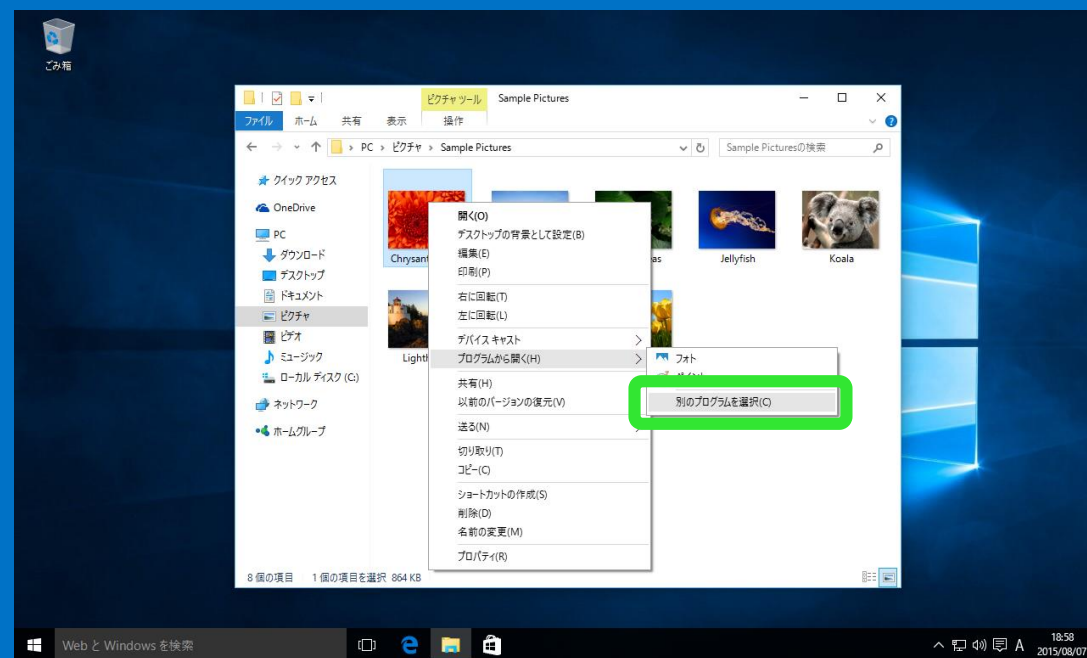 ごみ箱
ピクチャ ツール Sample Pictures
ファイル ホーム 共有 表示 操作
PC ピクチャ Sample Pictures Sample Picturesの検索
クイック アクセス
OneDrive
PC
ダウンロード
デスクトップ
ドキュメント
ピクチャ
ビデオ
ミュージック
ローカル ディスク (C:)
ネットワーク
ホームグループ
Chrysant
eas
Jellyfish
Koala
Light
開く(O)
デスクトップの背景として設定(B)
編集(E)
印刷(P)
右に回転(T)
左に回転(L)
デバイス キャスト
プログラムから開く(H)
共有(H)
以前のバージョンの復元(V)
送る(N)
切り取り(T)
コピー(C)
ショートカットの作成(S)
削除(D)
名前の変更(M)
プロパティ(R)
フォト
別のプログラムを選択(C)
8 個の項目 1 個の項目を選択 864 KB
Web と Windows を検索
A
18:58
2015/08/07